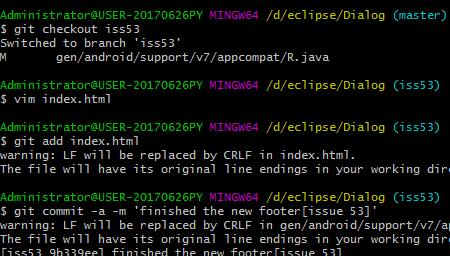 Administrator@USER-20170626PY MINGW64 /d/eclipse/Dialog (master)
$ git checkout iss53
Switched to branch 'iss53'
M       gen/android/support/v7/appcompat/R.java
Administrator@USER-20170626PY MINGW64 /d/eclipse/Dialog (iss53)
$ vim index.html
Administrator@USER-20170626PY MINGW64 /d/eclipse/Dialog (iss53)
$ git add index.html
warning: LF will be replaced by CRLF in index.html.
The file will have its original line endings in your working dire
Administrator@USER-20170626PY MINGW64 /d/eclipse/Dialog (iss53)
$ git commit -a -m 'finished the new footer[issue 53]'
warning: LF will be replaced by CRLF in gen/android/support/v7/ap
The file will have its original line endings in your working dire
[iss53 9b339ee] finished the new footer[issue 53]